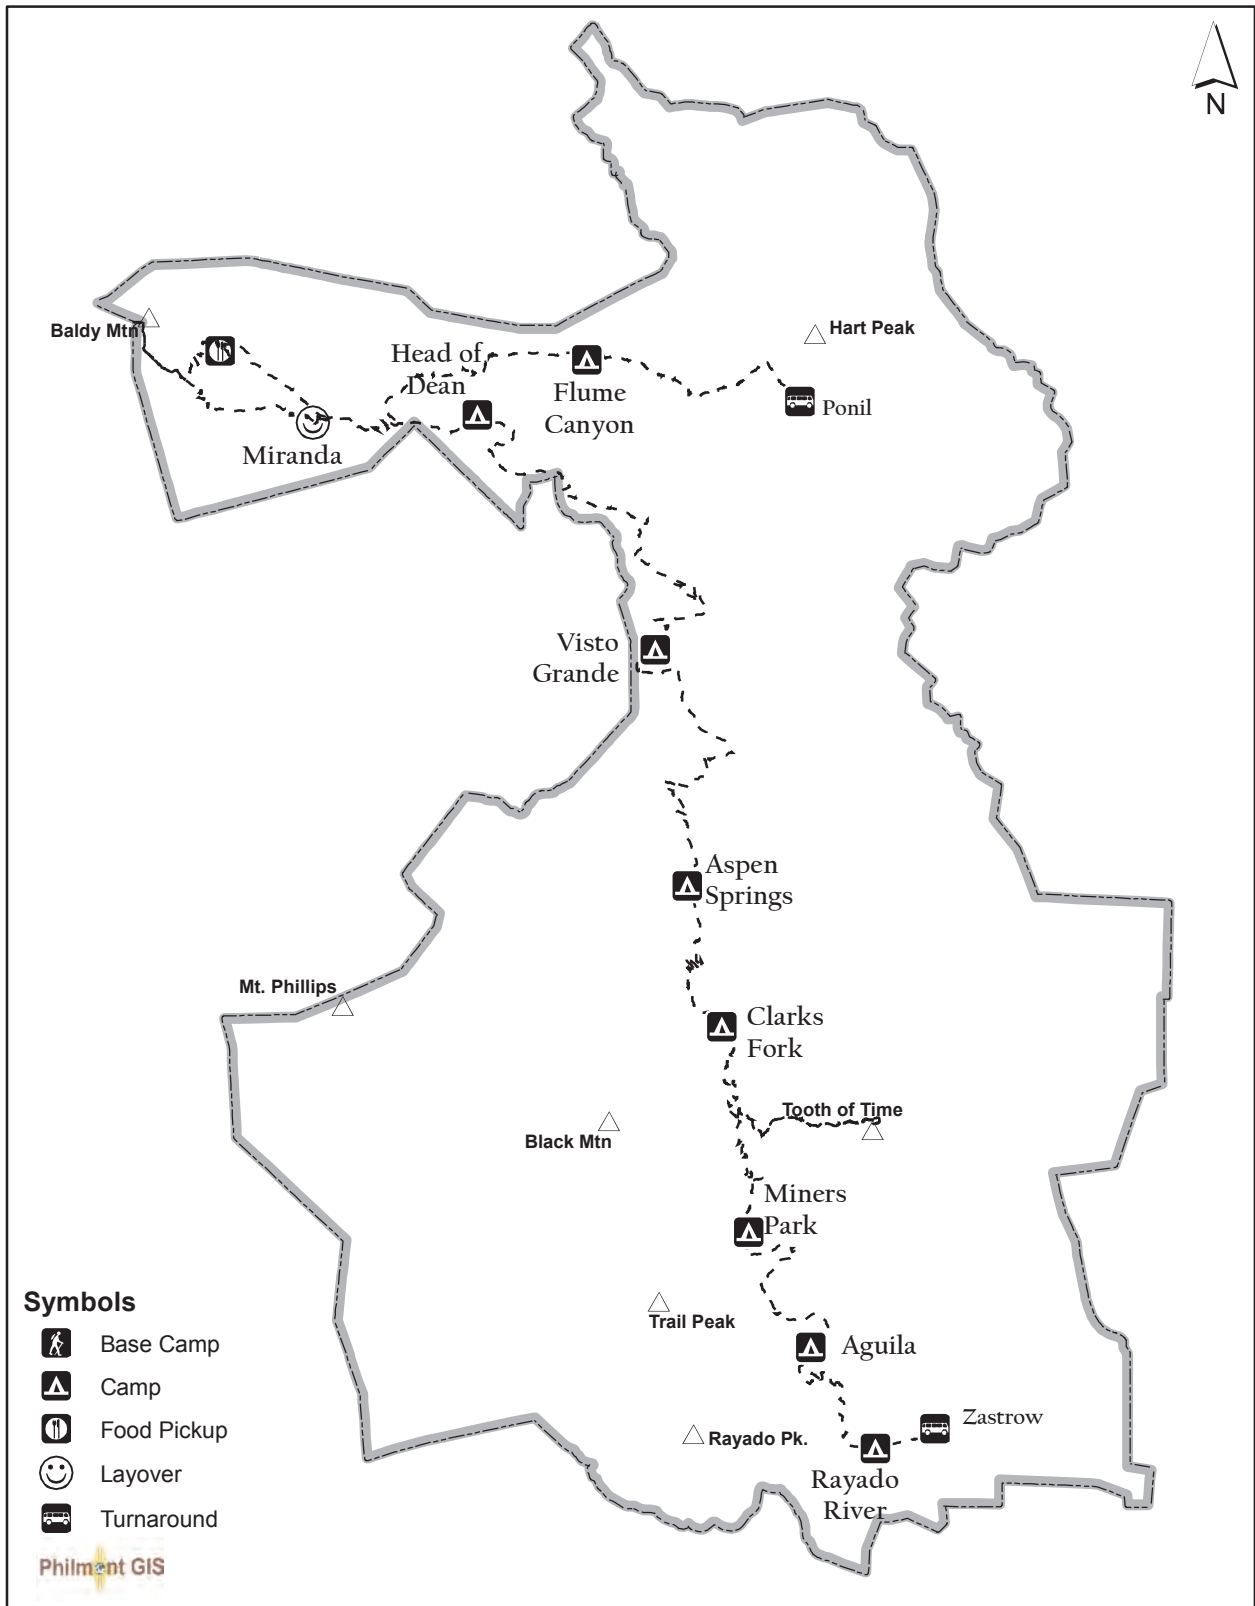 N
Baldy Mtn
Hart Peak
Head of
Dean
Flume
Canyon
Ponil
Miranda
Visto
Grande
Aspen
Springs
Mt. Phillips
Clarks
Fork
Tooth of Time
Black Mtn
Miners
Park
Trail Peak
Aguila
Rayado Pk.
Zastrow
Rayado
River
Symbols
Base Camp
Camp
Food Pickup
Layover
Turnaround
Philmont GIS